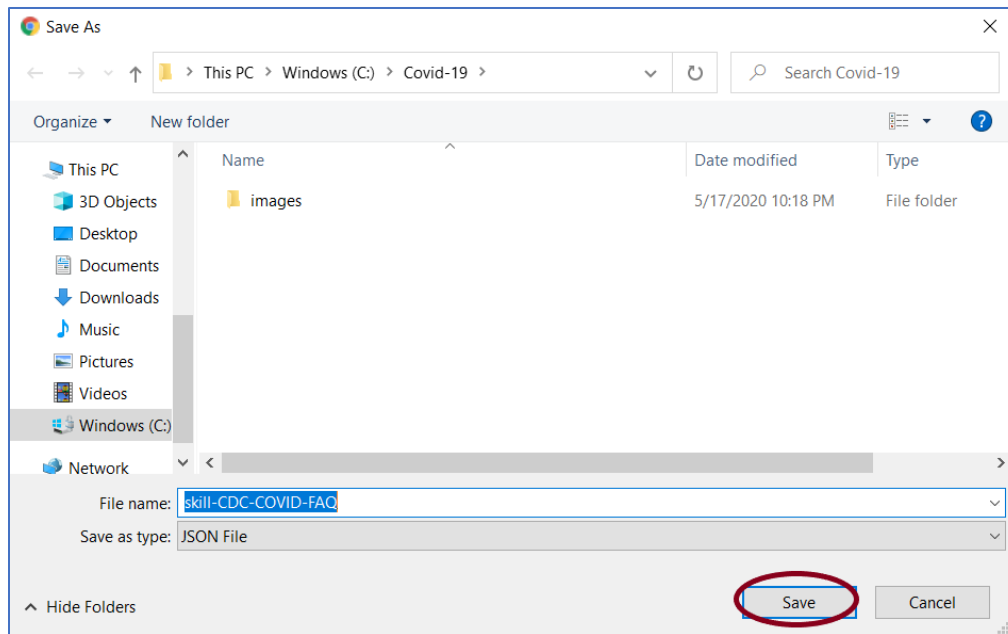 Save As
This PC > Windows (C:) > Covid-19 >
Search Covid-19
Organize
New folder
Name
Date modified
Type
This PC
3D Objects
Desktop
Documents
Downloads
Music
Pictures
Videos
Windows (C:)
Network
images
5/17/2020 10:18 PM
File folder
File name: skill-CDC-COVID-FAQ
Save as type: JSON File
Hide Folders
Save
Cancel